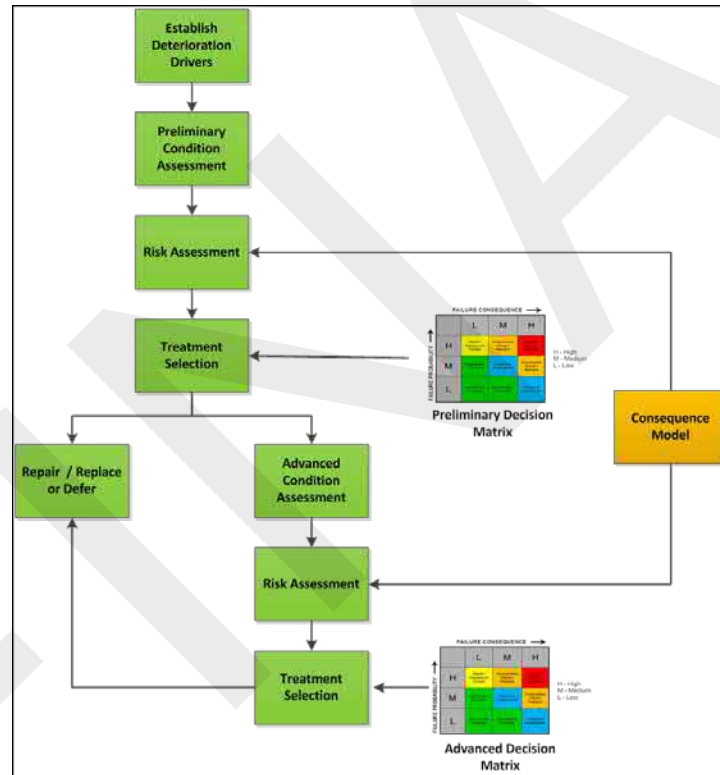 Establish
Deterioration
Drivers
Preliminary
Condition
Assessment
Risk Assessment
Treatment
Selection
FAILURE CONSEQUENCE
FAILURE PROBABILITY
L M H
H
M
L
H - High
M - Medium
L - Low
Preliminary Decision
Matrix
Consequence
Model
Repair / Replace
or Defer
Advanced
Condition
Assessment
Risk Assessment
Treatment
Selection
FAILURE CONSEQUENCE
FAILURE PROBABILITY
L M H
H
M
L
H - High
M - Medium
L - Low
Advanced Decision
Matrix